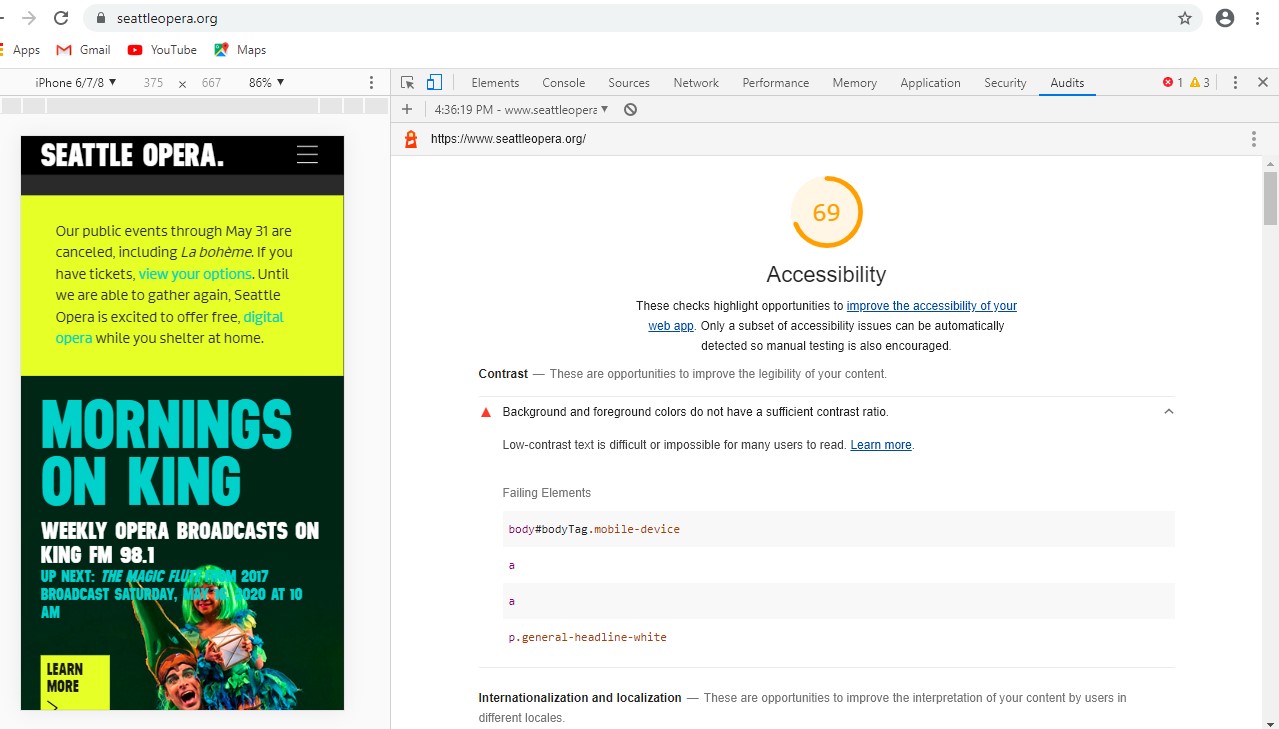 seattleopera.org
Apps Gmail YouTube Maps
iPhone 6/7/8 ▼ 375 × 667 86% ▼
Elements Console Sources Network Performance Memory Application Security Audits 1 3
4:36:19 PM - www.seattleopera ▼
https://www.seattleopera.org/
SEATTLE OPERA.
Our public events through May 31 are
canceled, including La bohème. If you
have tickets, view your options. Until
we are able to gather again, Seattle
Opera is excited to offer free, digital
opera while you shelter at home.
MORNINGS
ON KING
WEEKLY OPERA BROADCASTS ON
KING FM 98.1
UP NEXT: THE MAGIC FLUTE FROM 2017
BROADCAST SATURDAY, MAY 2020 AT 10
AM
LEARN
MORE
>
69
Accessibility
These checks highlight opportunities to improve the accessibility of your
web app. Only a subset of accessibility issues can be automatically
detected so manual testing is also encouraged.
Contrast — These are opportunities to improve the legibility of your content.
Background and foreground colors do not have a sufficient contrast ratio.
Low-contrast text is difficult or impossible for many users to read. Learn more.
Failing Elements
body#bodyTag.mobile-device
a
a
p.general-headline-white
Internationalization and localization — These are opportunities to improve the interpretation of your content by users in
different locales.